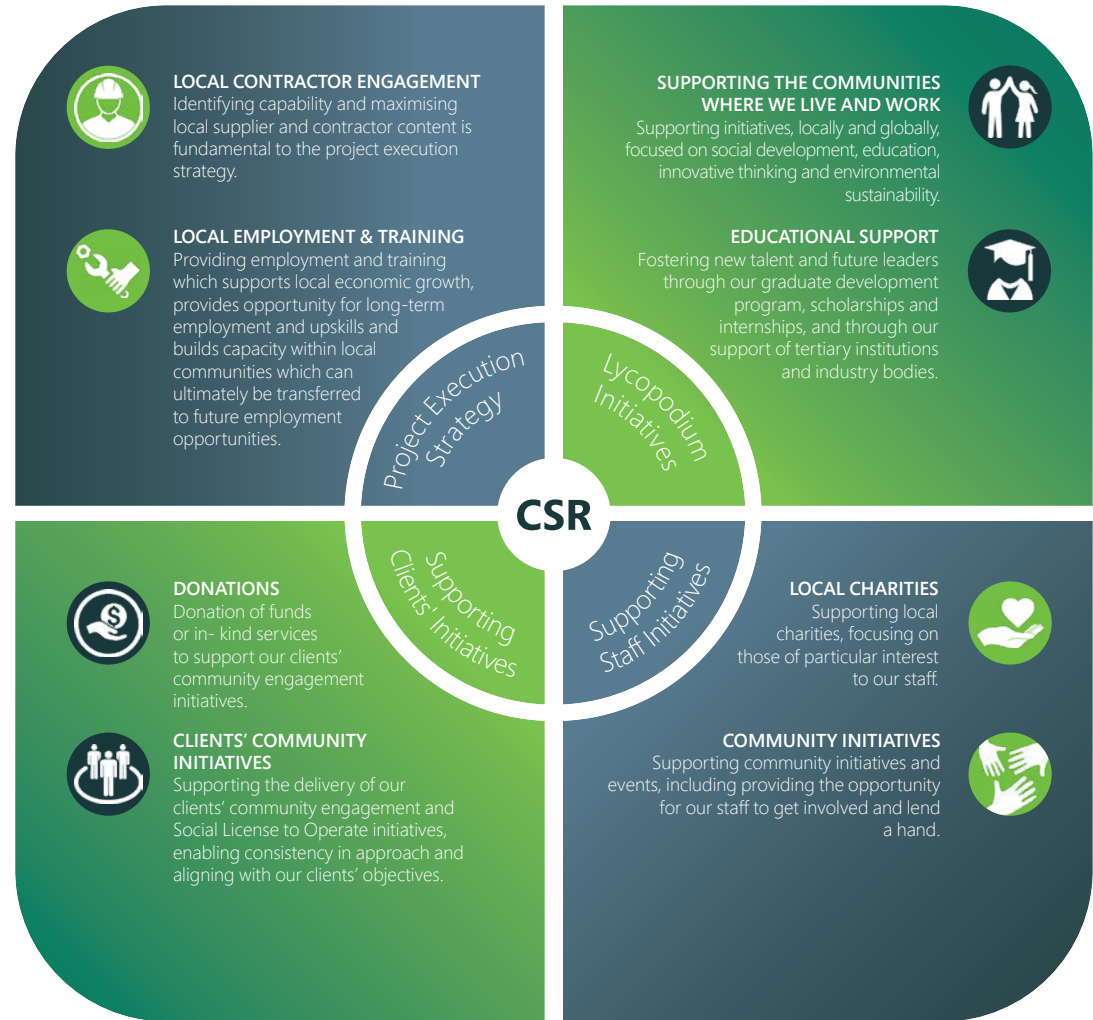 LOCAL CONTRACTOR ENGAGEMENT
Identifying capability and maximising
local supplier and contractor content is
fundamental to the project execution
strategy.
LOCAL EMPLOYMENT & TRAINING
Providing employment and training
which supports local economic growth,
provides opportunity for long-term
employment and upskills and
builds capacity within local
communities which can
ultimately be transferred
to future employment
opportunities.
SUPPORTING THE COMMUNITIES
WHERE WE LIVE AND WORK
Supporting initiatives, locally and globally,
focused on social development, education,
innovative thinking and environmental
sustainability.
EDUCATIONAL SUPPORT
Fostering new talent and future leaders
through our graduate development
program, scholarships and
internships, and through our
support of tertiary institutions
and industry bodies.
Project Execution
Strategy
Lycopodium
Initiatives
CSR
Supporting
Clients' Initiatives
Supporting
Staff Initiatives
DONATIONS
Donation of funds
or in- kind services
to support our clients'
community engagement
initiatives.
CLIENTS' COMMUNITY
INITIATIVES
Supporting the delivery of our
clients' community engagement and
Social License to Operate initiatives,
enabling consistency in approach and
aligning with our clients' objectives.
LOCAL CHARITIES
Supporting local
charities, focusing on
those of particular interest
to our staff.
COMMUNITY INITIATIVES
Supporting community initiatives and
events, including providing the opportunity
for our staff to get involved and lend
a hand.